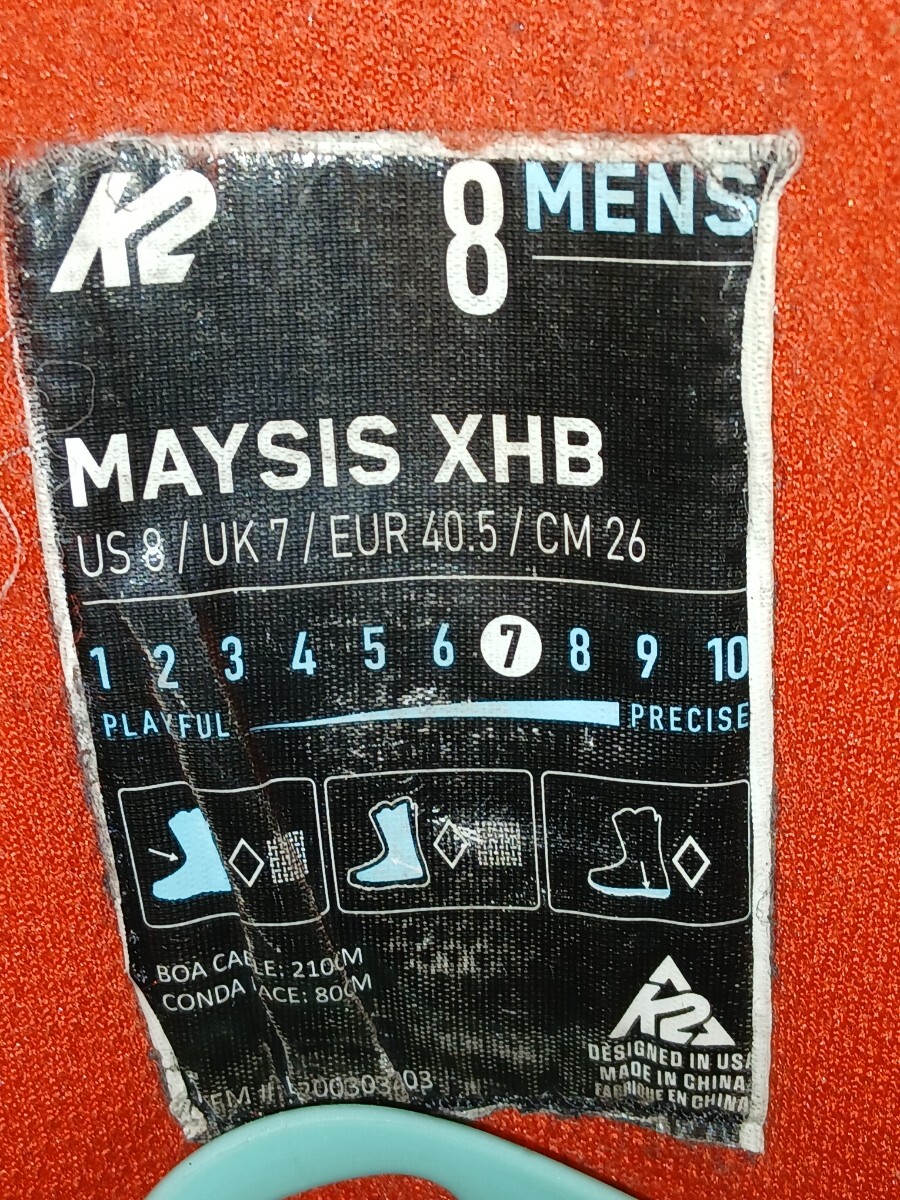 K2
8 MENS
MAYSIS XHB
US 8 / UK 7 / EUR 40.5 / CM 26
1 2 3 4 5 6 7 8 9 10
PLAYFUL PRECISE
BOA CABLE: 210CM
CONDA LACE: 80CM
K2
DESIGNED IN USA
MADE IN CHINA
FABRIQUE EN CHINA